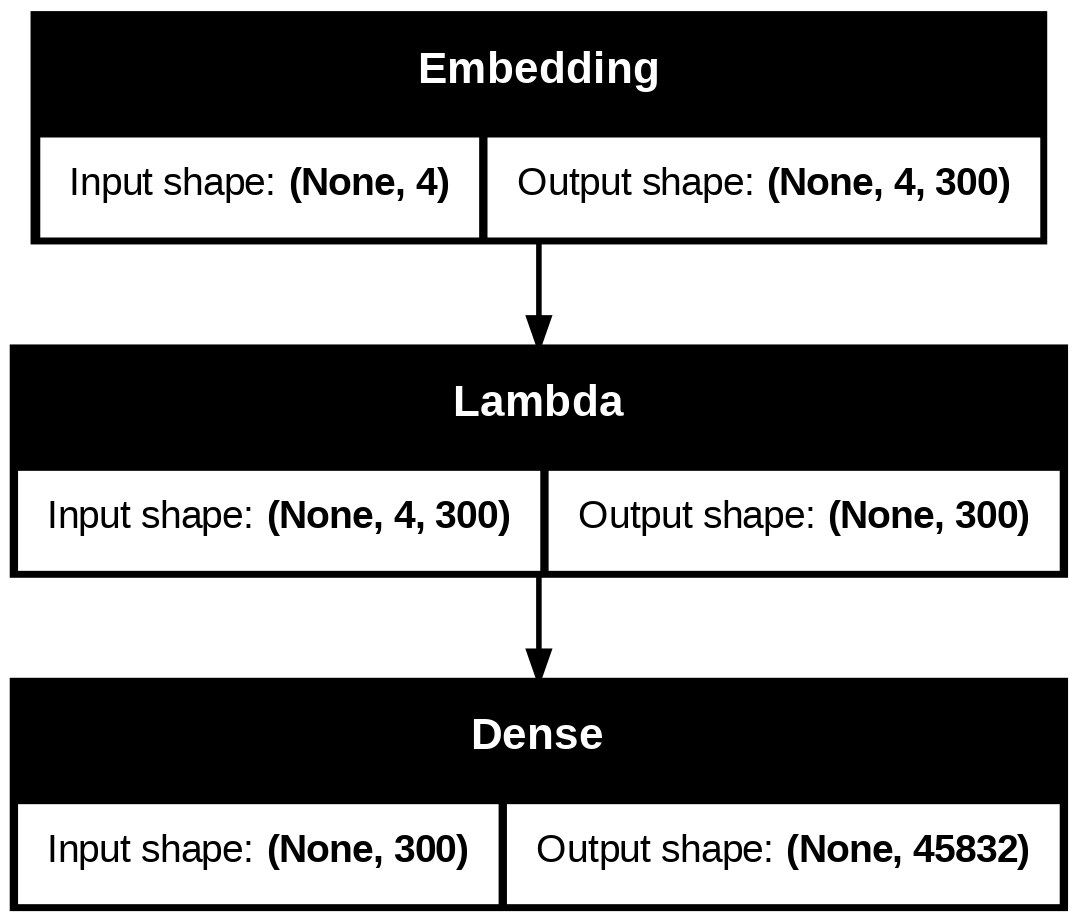 Embedding
Input shape: (None, 4) Output shape: (None, 4, 300)
Lambda
Input shape: (None, 4, 300) Output shape: (None, 300)
Dense
Input shape: (None, 300) Output shape: (None, 45832)